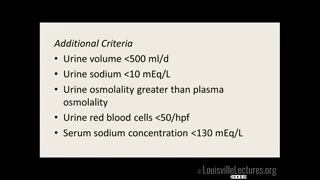 Additional Criteria
• Urine volume <500 ml/d
• Urine sodium <10 mEq/L
• Urine osmolality greater than plasma
osmolality
• Urine red blood cells <50/hpf
• Serum sodium concentration <130 mEq/L
©LouisvilleLectures.org